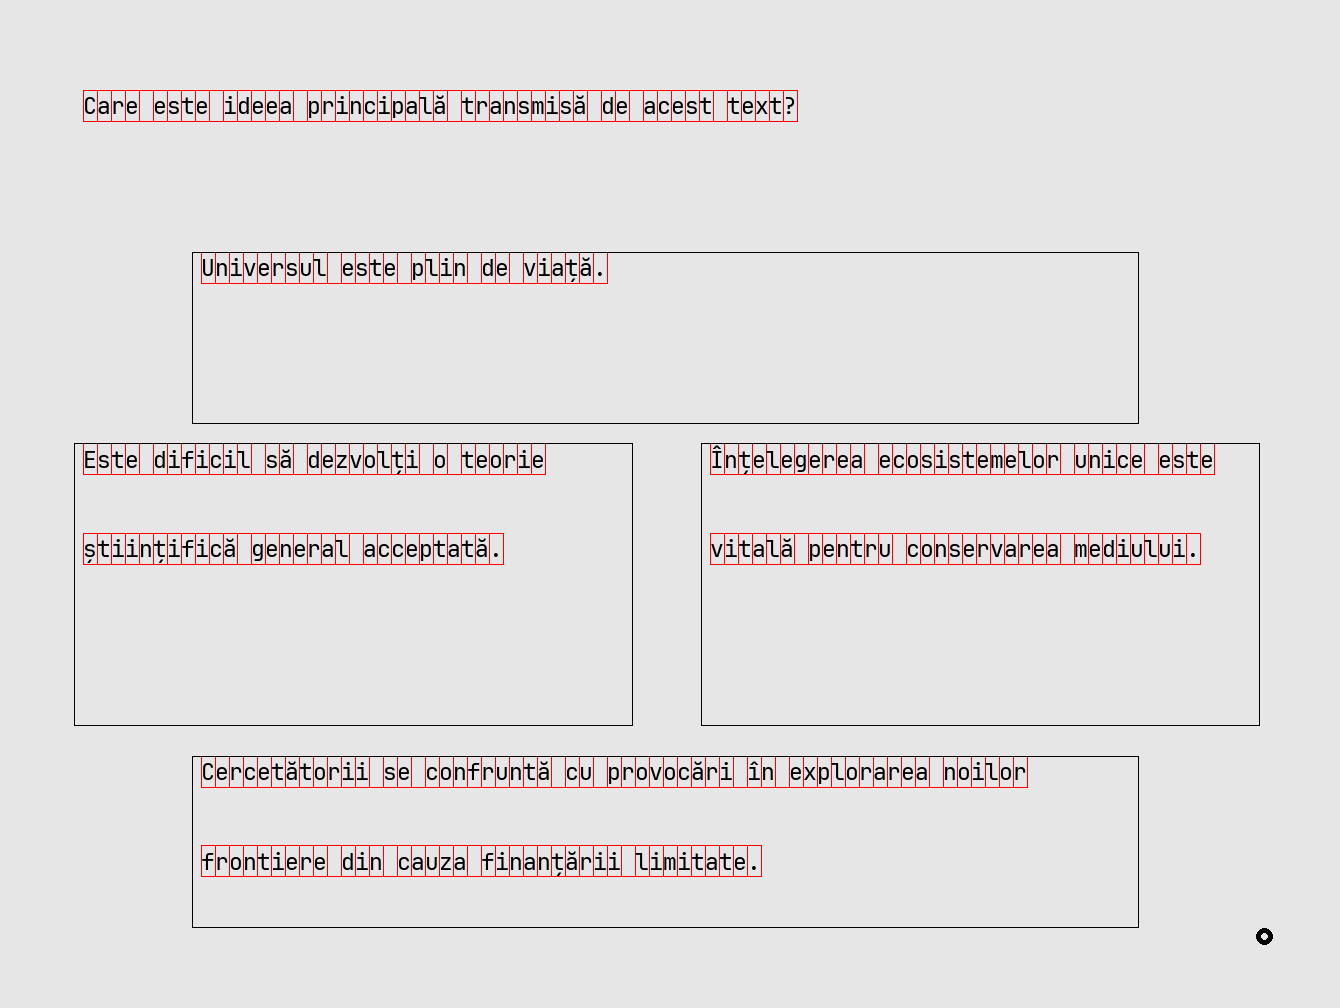 Care este ideea principală transmisă de acest text?
Universul este plin de viață.
Este dificil să dezvolți o teorie
științifică general acceptată.
Înțelegerea ecosistemelor unice este
vitală pentru conservarea mediului.
Cercetătorii se confruntă cu provocări în explorarea noilor
frontiere din cauza finanțării limitate.